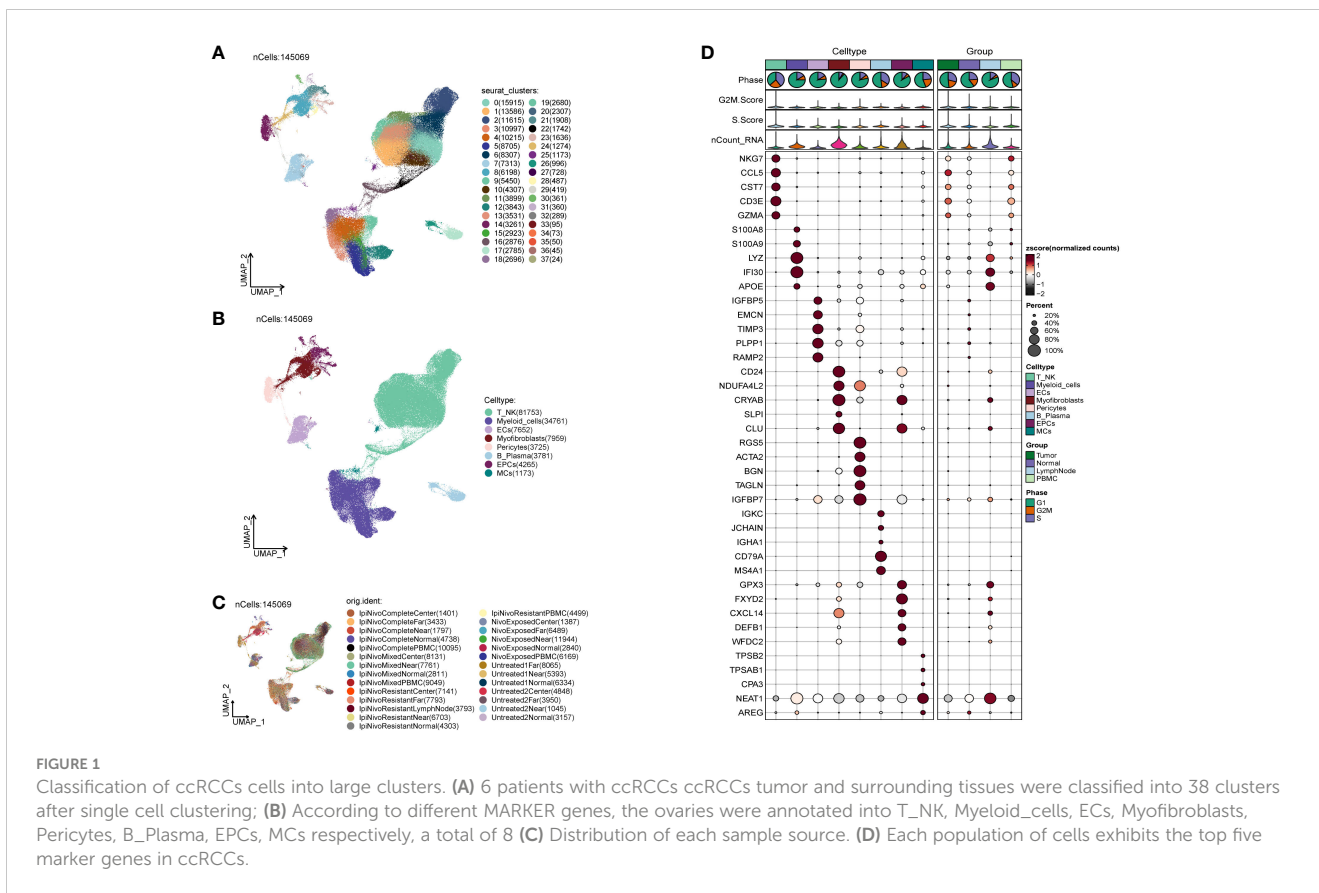 A
nCells:145069
UMAP_2
UMAP_1
seurat_clusters:
0(15915) 19(2680)
1(13586) 20(2307)
2(11615) 21(1908)
3(10997) 22(1742)
4(10215) 23(1636)
5(8705) 24(1274)
6(8307) 25(1173)
7(7313) 26(996)
8(6198) 27(728)
9(5450) 28(487)
10(4307) 29(419)
11(3899) 30(361)
12(3843) 31(360)
13(3531) 32(289)
14(3261) 33(95)
15(2923) 34(73)
16(2876) 35(50)
17(2785) 36(45)
18(2696) 37(24)
B
nCells:145069
UMAP_2
UMAP_1
Celltype:
T_NK(81753)
Myeloid_cells(34761)
ECs(7652)
Myofibroblasts(7959)
Pericytes(3725)
B_Plasma(3781)
EPCs(4265)
MCs(1173)
C
nCells:145069
UMAP_2
UMAP_1
orig.ident:
IpiNivoCompleteCenter(1401) IpiNivoResistantPBMC(4499)
IpiNivoCompleteFar(3433) NivoExposedCenter(1387)
IpiNivoCompleteNear(1797) NivoExposedFar(6489)
IpiNivoCompleteNormal(4738) NivoExposedNear(11944)
IpiNivoCompletePBMC(10095) NivoExposedNormal(2840)
IpiNivoMixedCenter(8131) NivoExposedPBMC(6169)
IpiNivoMixedNear(7761) Untreated1Far(8065)
IpiNivoMixedNormal(2811) Untreated1Near(5393)
IpiNivoMixedPBMC(9049) Untreated1Normal(6334)
IpiNivoResistantCenter(7141) Untreated2Center(4848)
IpiNivoResistantFar(7793) Untreated2Far(3950)
IpiNivoResistantLymphNode(3793) Untreated2Near(1045)
IpiNivoResistantNear(6703) Untreated2Normal(3157)
IpiNivoResistantNormal(4303)
D
Celltype Group
Phase
G2M.Score
S.Score
nCount_RNA
NKG7
CCL5
CST7
CD3E
GZMA
S100A8
S100A9
LYZ
IFI30
APOE
IGFBP5
EMCN
TIMP3
PLPP1
RAMP2
CD24
NDUFA4L2
CRYAB
SLPI
CLU
RGS5
ACTA2
BGN
TAGLN
IGFBP7
IGKC
JCHAIN
IGHA1
CD79A
MS4A1
GPX3
FXYD2
CXCL14
DEFB1
WFDC2
TPSB2
TPSAB1
CPA3
NEAT1
AREG
zscore(normalized counts)
2
1
0
−1
−2
Percent
20%
40%
60%
80%
100%
Celltype
T_NK
Myeloid_cells
ECs
Myofibroblasts
Pericytes
B_Plasma
EPCs
MCs
Group
Tumor
Normal
LymphNode
PBMC
Phase
G1
G2M
S
FIGURE 1
Classification of ccRCCs cells into large clusters. (A) 6 patients with ccRCCs ccRCCs tumor and surrounding tissues were classified into 38 clusters
after single cell clustering; (B) According to different MARKER genes, the ovaries were annotated into T_NK, Myeloid_cells, ECs, Myofibroblasts,
Pericytes, B_Plasma, EPCs, MCs respectively, a total of 8 (C) Distribution of each sample source. (D) Each population of cells exhibits the top five
marker genes in ccRCCs.